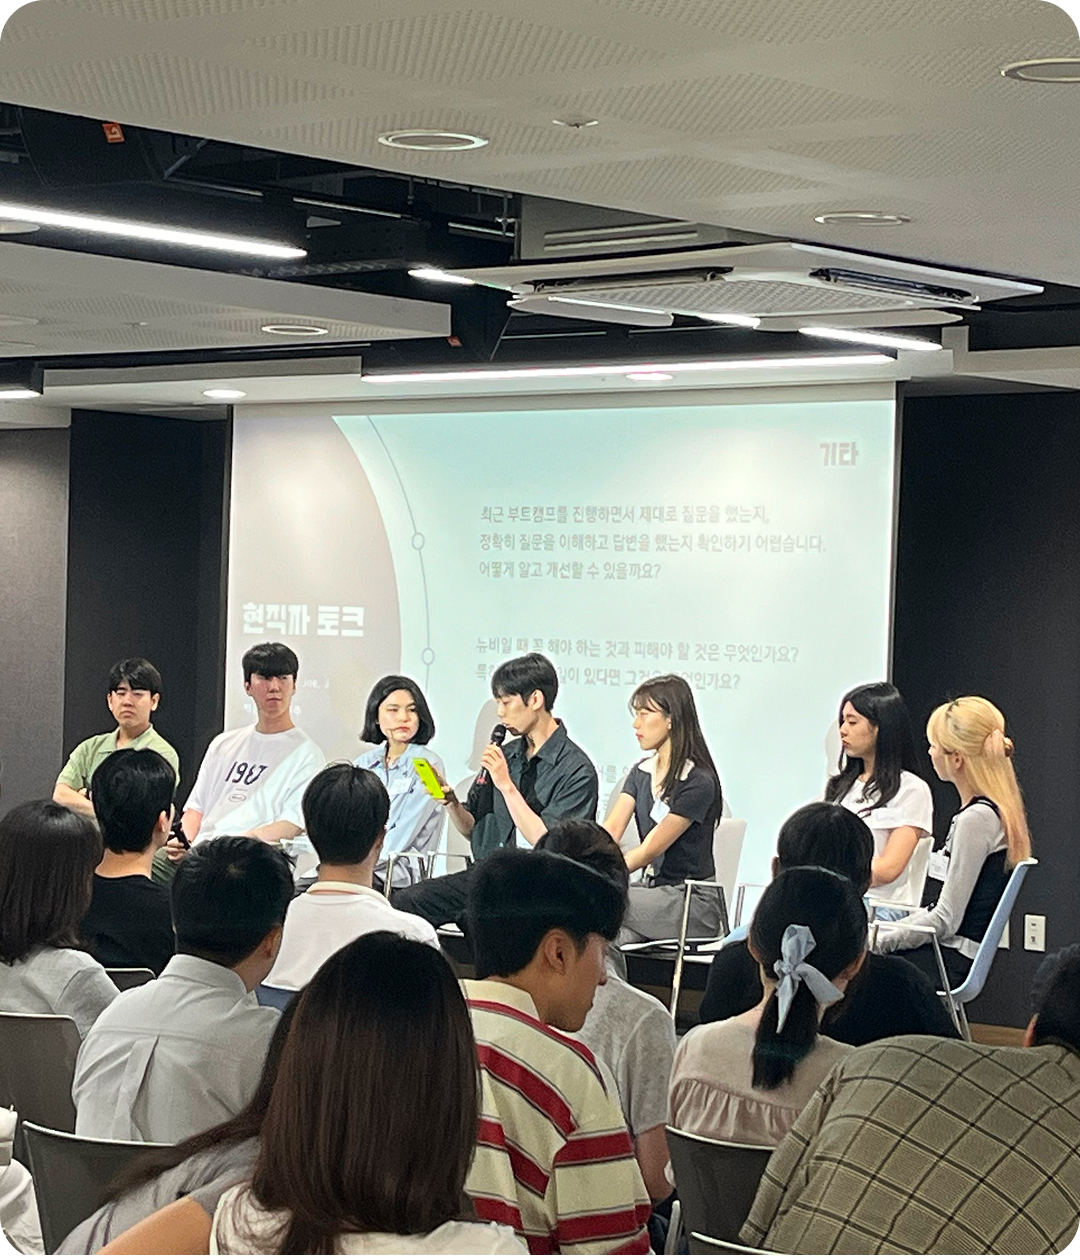 기타
최근 부트캠프를 진행하면서 제대로 질문을 했는지,
정확히 질문을 이해하고 답변을 했는지 확인하기 어렵습니다.
어떻게 알고 개선할 수 있을까요?
현직자 토크
뉴비일 때 꼭 해야 하는 것과 피해야 할 것은 무엇인가요?
있다면
1987